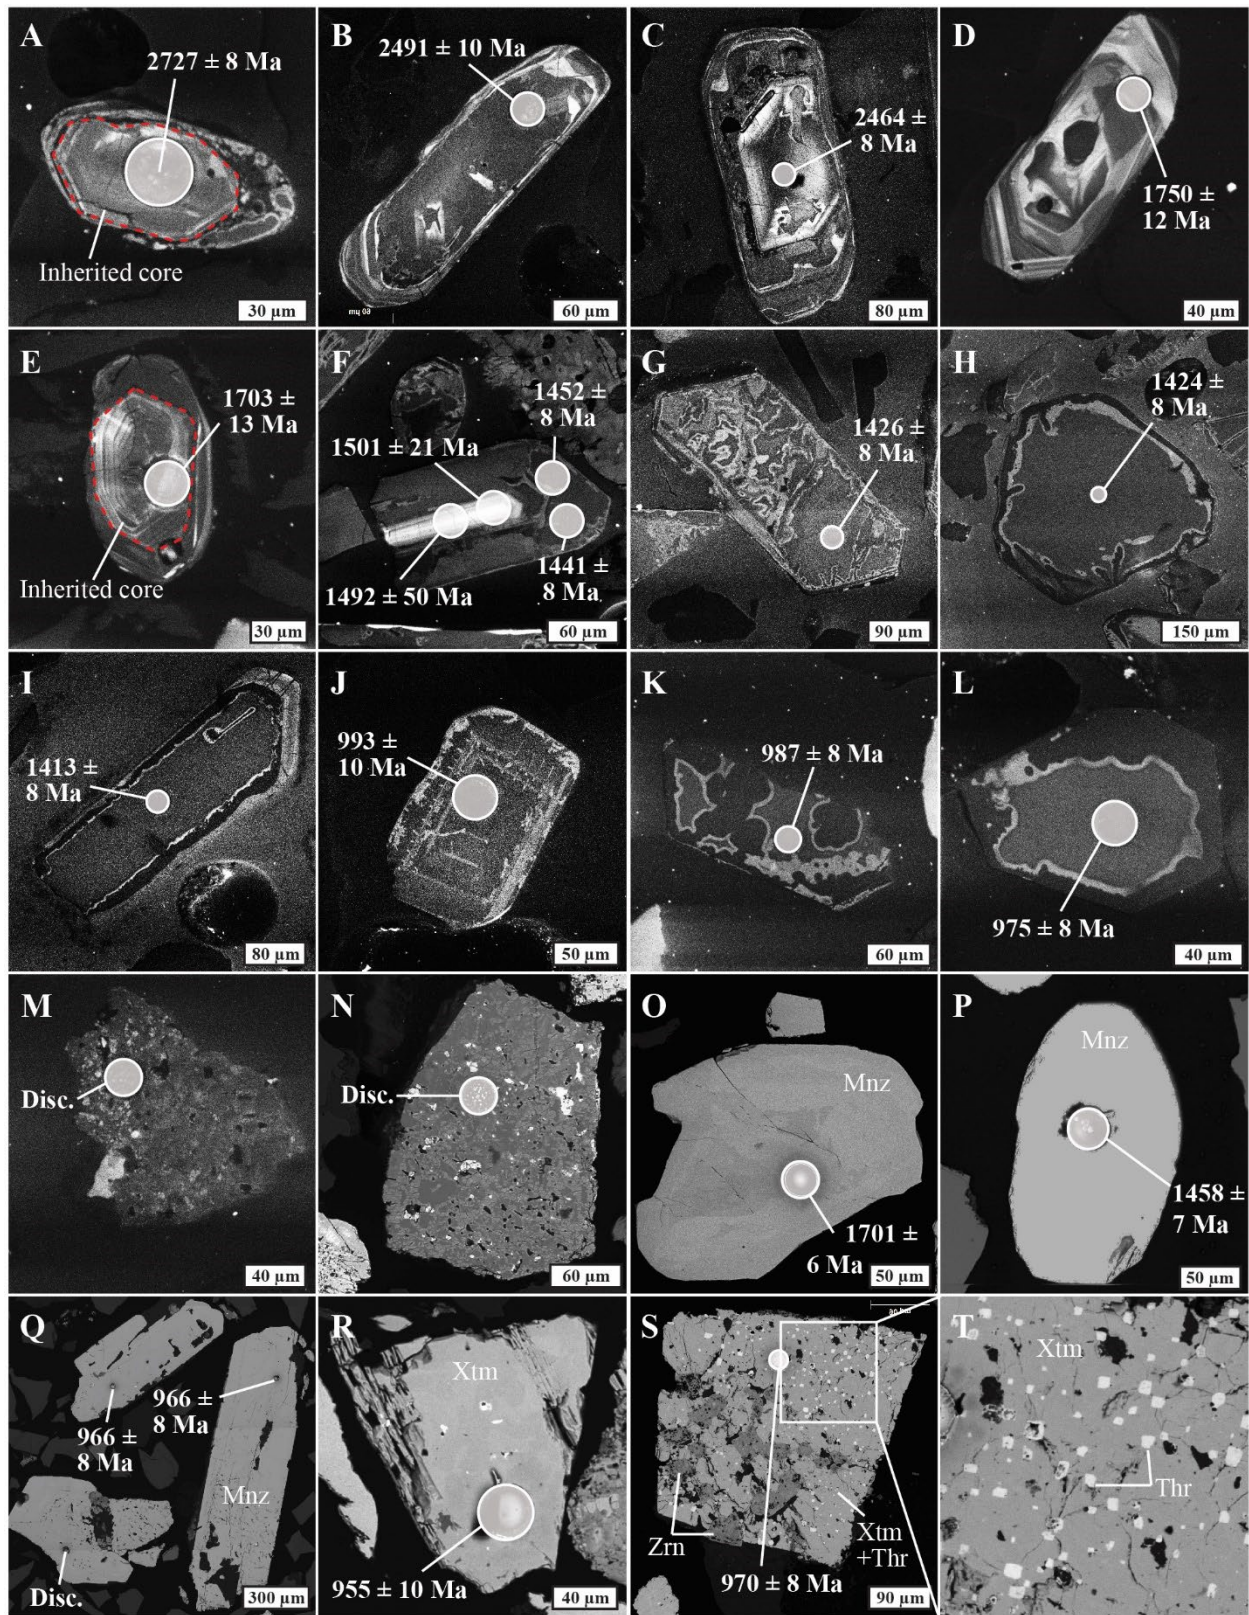 A
2727 ± 8 Ma
Inherited core
30 µm
B
2491 ± 10 Ma
60 µm
C
2464 ±
8 Ma
80 µm
D
1750 ±
12 Ma
40 µm
E
1703 ±
13 Ma
Inherited core
30 µm
F
1452 ±
8 Ma
1501 ± 21 Ma
1441 ±
8 Ma
1492 ± 50 Ma
60 µm
G
1426 ±
8 Ma
90 µm
H
1424 ±
8 Ma
150 µm
I
1413 ±
8 Ma
80 µm
J
993 ±
10 Ma
50 µm
K
987 ± 8 Ma
60 µm
L
975 ± 8 Ma
40 µm
M
Disc.
40 µm
N
Disc.
60 µm
O
Mnz
1701 ±
6 Ma
50 µm
P
Mnz
1458 ±
7 Ma
50 µm
Q
966 ±
8 Ma
966 ±
8 Ma
Mnz
Disc.
300 µm
R
Xtm
955 ± 10 Ma
40 µm
S
Zrn
Xtm
+Thr
970 ± 8 Ma
90 µm
T
Xtm
Thr